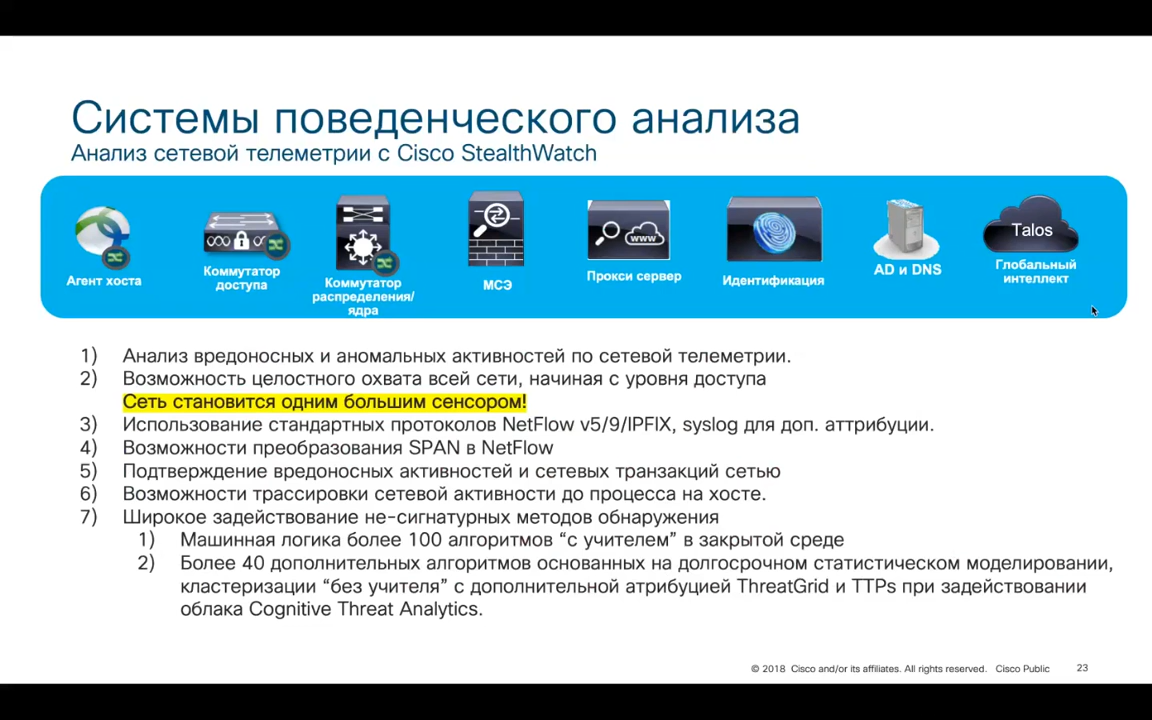 Системы поведенческого анализа
Анализ сетевой телеметрии с Cisco StealthWatch
Агент хоста
Коммутатор
доступа
Коммутатор
распределения/
ядра
МСЭ
www
Прокси сервер
Идентификация
AD и DNS
Talos
Глобальный
интеллект
1) Анализ вредоносных и аномальных активностей по сетевой телеметрии.
2) Возможность целостного охвата всей сети, начиная с уровня доступа
Сеть становится одним большим сенсором!
3) Использование стандартных протоколов NetFlow v5/9/IPFIX, syslog для доп. аттрибуции.
4) Возможности преобразования SPAN в NetFlow
5) Подтверждение вредоносных активностей и сетевых транзакций сетью
6) Возможности трассировки сетевой активности до процесса на хосте.
7) Широкое задействование не-сигнатурных методов обнаружения
1) Машинная логика более 100 алгоритмов “с учителем” в закрытой среде
2) Более 40 дополнительных алгоритмов основанных на долгосрочном статистическом моделировании,
кластеризации “без учителя” с дополнительной атрибуцией ThreatGrid и TTPs при задействовании
облака Cognitive Threat Analytics.
© 2018 Cisco and/or its affiliates. All rights reserved. Cisco Public 23